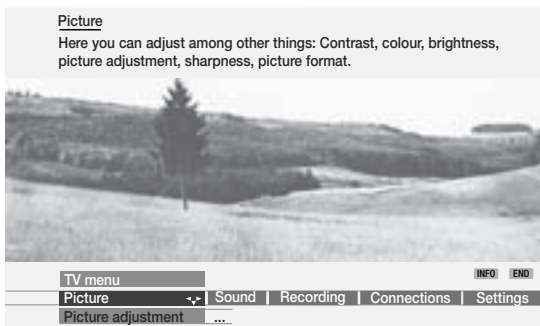 Picture
Here you can adjust among other things: Contrast, colour, brightness,
picture adjustment, sharpness, picture format.
INFO END
TV menu
Picture Sound | Recording | Connections | Settings
Picture adjustment ...